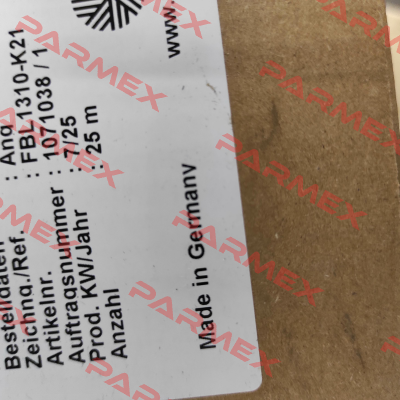 www.
Bestelldaten
Zeichng./Ref. : Ang
Artikelnr. : FBL1310-K21
Auftragsnummer : 1071038 / 1
Prod. KW/Jahr : 7/25
Anzahl : 25 m
Made in Germany
PARMEX
PARMEX
PARMEX
PARMEX
PARMEX
PARMEX